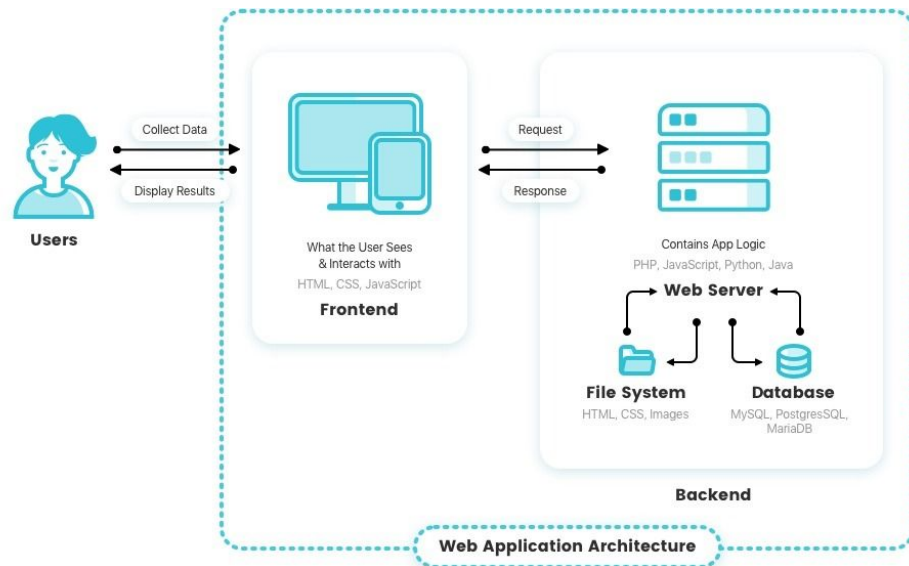 Collect Data
Display Results
Users
What the User Sees
& Interacts with
HTML, CSS, JavaScript
Frontend
Request
Response
Contains App Logic
PHP, JavaScript, Python, Java
Web Server
File System
HTML, CSS, Images
Database
MySQL, PostgresSQL,
MariaDB
Backend
Web Application Architecture